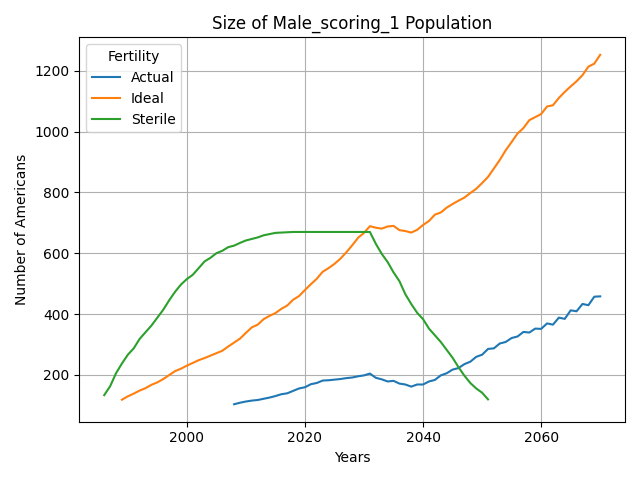 Size of Male_scoring_1 Population
Number of Americans
1200
1000
800
600
400
200
Fertility
Actual
Ideal
Sterile
2000
2020
2040
2060
Years